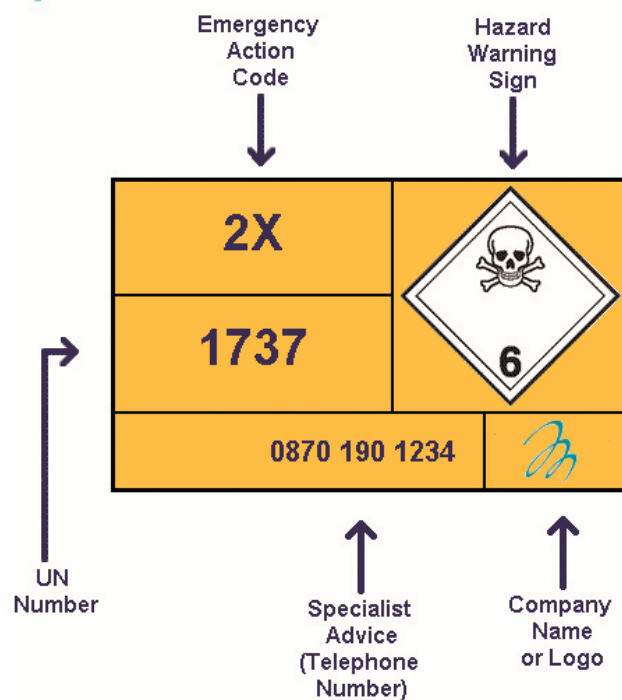 Emergency
Action
Code
Hazard
Warning
Sign
2X
1737
6
0870 190 1234
UN
Number
Specialist
Advice
(Telephone
Number)
Company
Name
or Logo